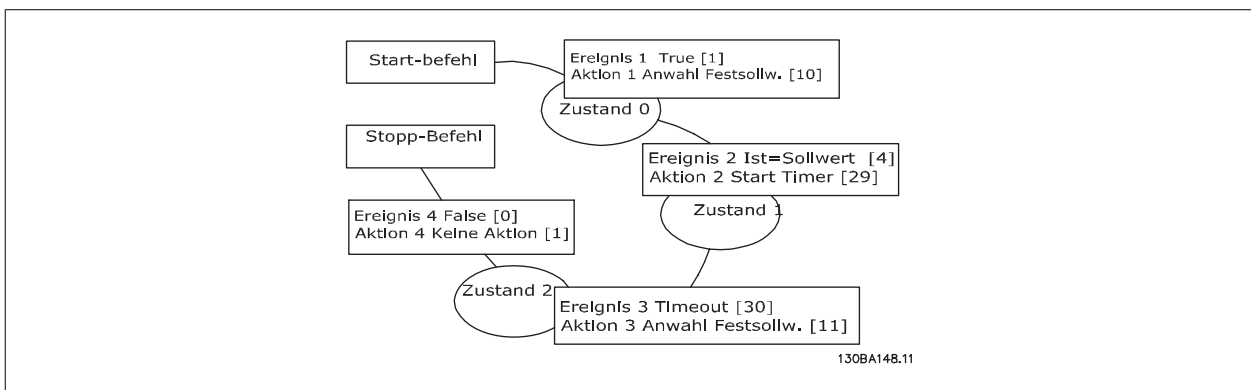 Start-befehl
Ereignis 1 True [1]
Aktion 1 Anwahl Festsollw. [10]
Zustand 0
Stopp-Befehl
Ereignis 2 Ist=Sollwert [4]
Aktion 2 Start Timer [29]
Zustand 1
Ereignis 4 False [0]
Aktion 4 Keine Aktion [1]
Zustand 2
Ereignis 3 Timeout [30]
Aktion 3 Anwahl Festsollw. [11]
130BA148.11